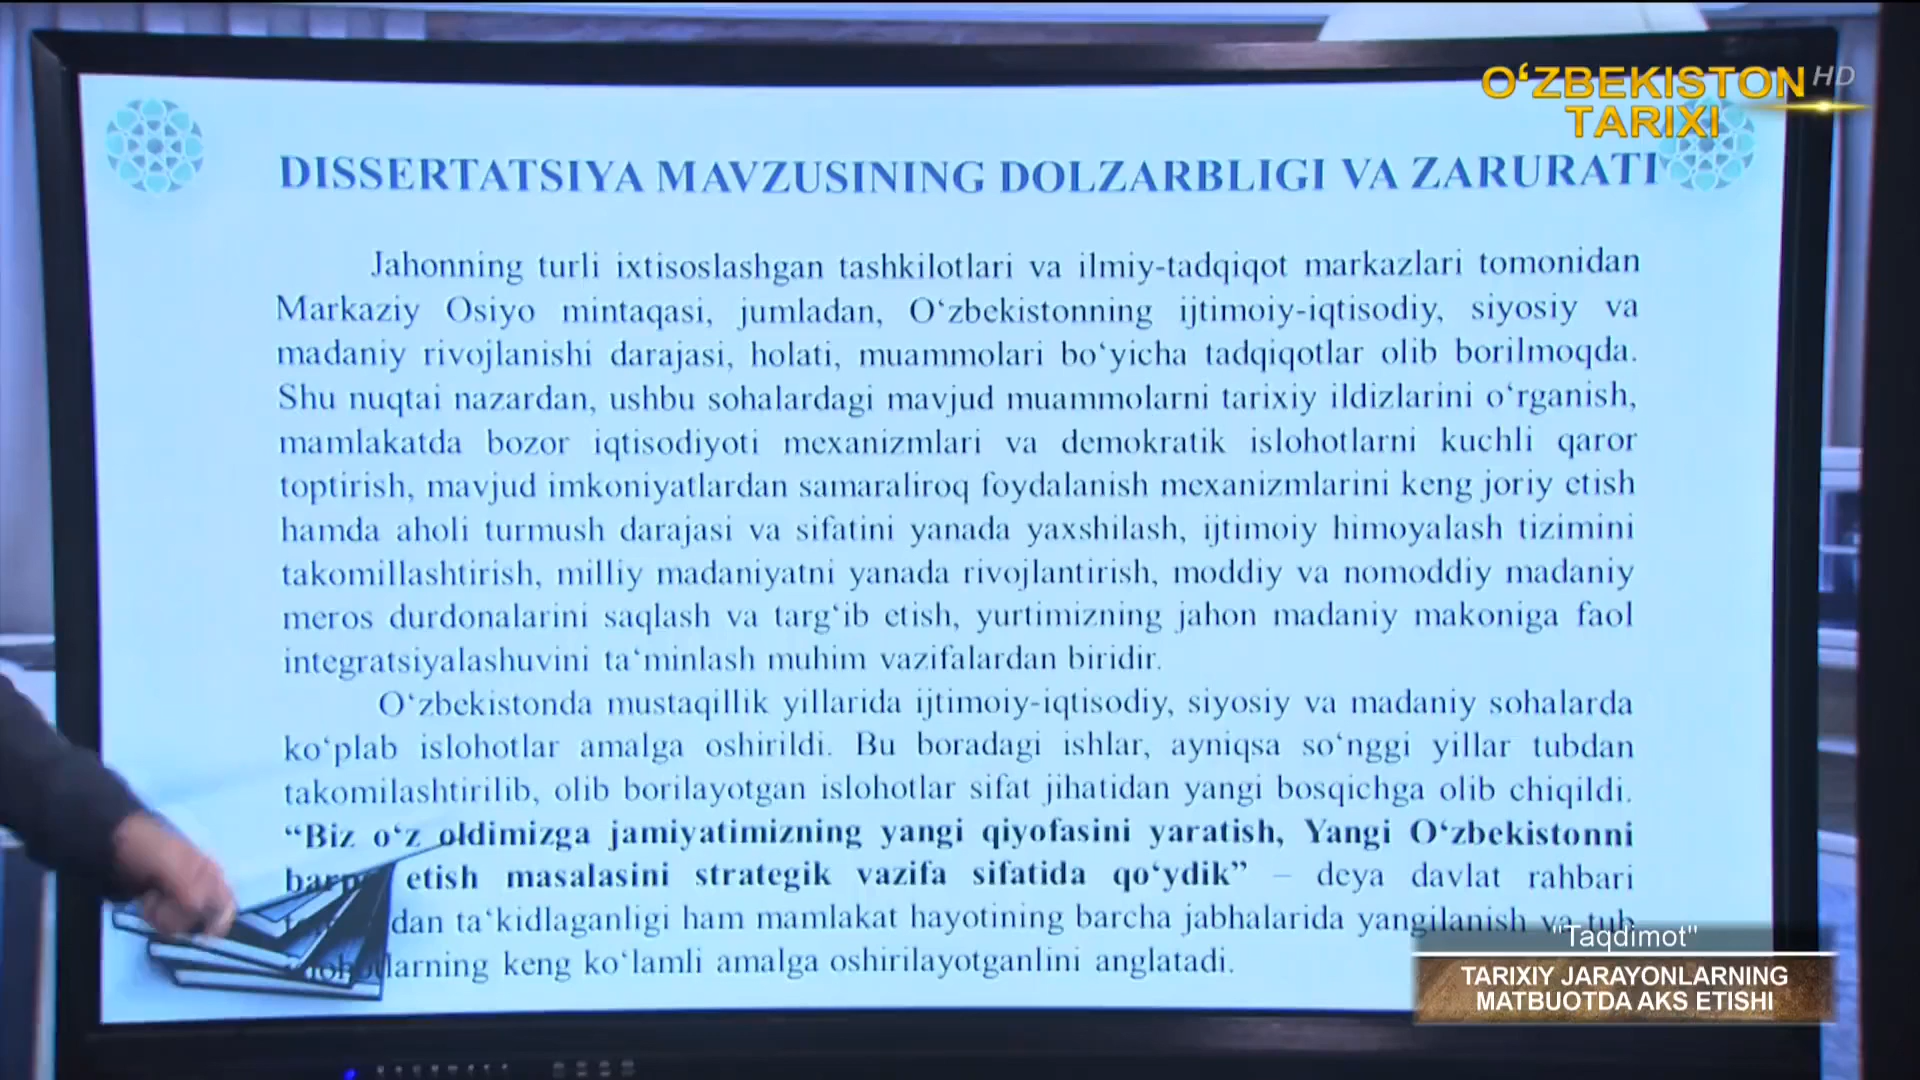 O‘ZBEKISTON HD
TARIXI
DISSERTATSIYA MAVZUSINING DOLZARBLIGI VA ZARURATI
Jahonning turli ixtisoslashgan tashkilotlari va ilmiy-tadqiqot markazlari tomonidan
Markaziy Osiyo mintaqasi, jumladan, O‘zbekistonning ijtimoiy-iqtisodiy, siyosiy va
madaniy rivojlanishi darajasi, holati, muammolari bo‘yicha tadqiqotlar olib borilmoqda.
Shu nuqtai nazardan, ushbu sohalardagi mavjud muammolarni tarixiy ildizlarini o‘rganish,
mamlakatda bozor iqtisodiyoti mexanizmlari va demokratik islohotlarni kuchli qaror
toptirish, mavjud imkoniyatlardan samaraliroq foydalanish mexanizmlarini keng joriy etish
hamda aholi turmush darajasi va sifatini yanada yaxshilash, ijtimoiy himoyalash tizimini
takomillashtirish, milliy madaniyatni yanada rivojlantirish, moddiy va nomoddiy madaniy
meros durdonalarini saqlash va targ‘ib etish, yurtimizning jahon madaniy makoniga faol
integratsiyalashuvini ta‘minlash muhim vazifalardan biridir.
O‘zbekistonda mustaqillik yillarida ijtimoiy-iqtisodiy, siyosiy va madaniy sohalarda
ko‘plab islohotlar amalga oshirildi. Bu boradagi ishlar, ayniqsa so‘nggi yillar tubdan
takomilashtirilib, olib borilayotgan islohotlar sifat jihatidan yangi bosqichga olib chiqildi.
“Biz o‘z oldimizga jamiyatimizning yangi qiyofasini yaratish, Yangi O‘zbekistonni
etish masalasini strategik vazifa sifatida qo‘ydik” – deya davlat rahbari
dan ta‘kidlaganligi ham mamlakat hayotining barcha jabhalarida yangilanish va tub
larning keng ko‘lamli amalga oshirilayotganlini anglatadi.
"Taqdimot"
TARIXIY JARAYONLARNING
MATBUOTDA AKS ETISHI